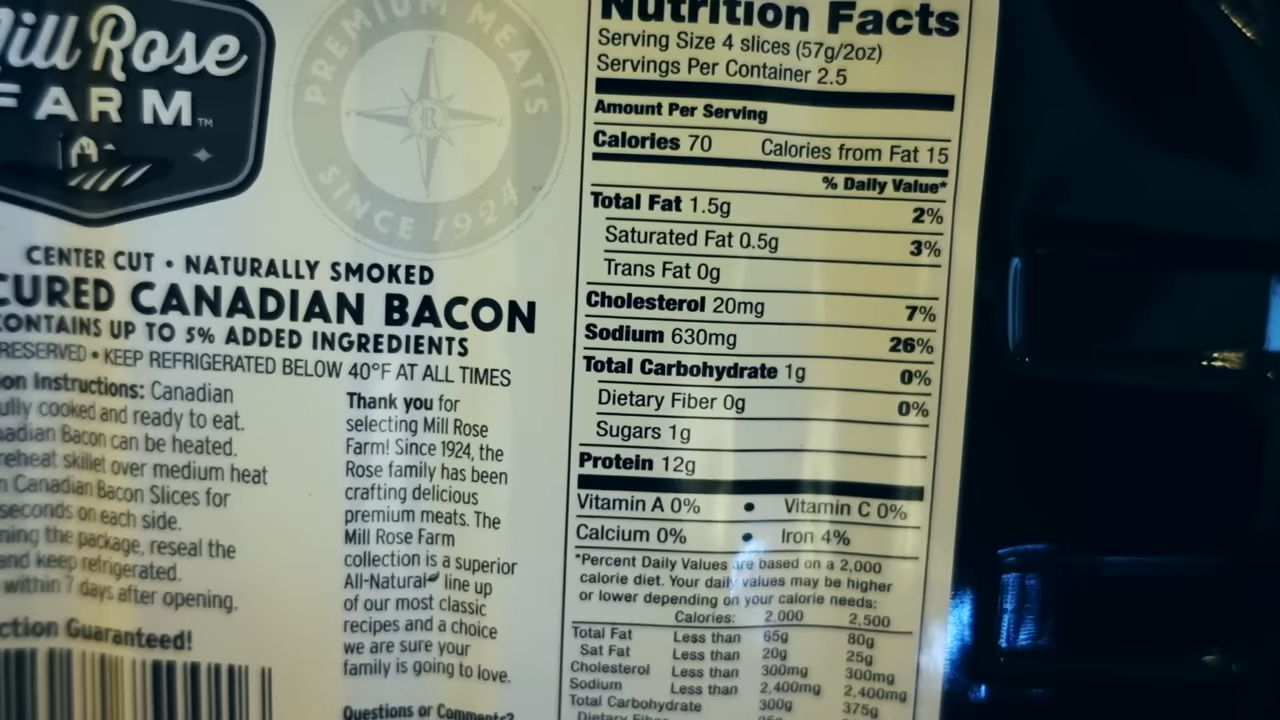 Mill Rose
FARM™
PREMIUM MEATS
SINCE 1924
CENTER CUT • NATURALLY SMOKED
CURED CANADIAN BACON
CONTAINS UP TO 5% ADDED INGREDIENTS
RESERVED • KEEP REFRIGERATED BELOW 40°F AT ALL TIMES
Instructions: Canadian
cooked and ready to eat.
Bacon can be heated.
skillet over medium heat
Canadian Bacon Slices for
seconds on each side.
the package, reseal the
and keep refrigerated.
within 7 days after opening.
Guaranteed!
Thank you for
selecting Mill Rose
Farm! Since 1924, the
Rose family has been
crafting delicious
premium meats. The
Mill Rose Farm
collection is a superior
All-Natural line up
of our most classic
recipes and a choice
we are sure your
family is going to love.
Questions or Comments?
Nutrition Facts
Serving Size 4 slices (57g/2oz)
Servings Per Container 2.5
Amount Per Serving
Calories 70 Calories from Fat 15
% Daily Value*
Total Fat 1.5g 2%
Saturated Fat 0.5g 3%
Trans Fat 0g
Cholesterol 20mg 7%
Sodium 630mg 26%
Total Carbohydrate 1g 0%
Dietary Fiber 0g 0%
Sugars 1g
Protein 12g
Vitamin A 0% • Vitamin C 0%
Calcium 0% • Iron 4%
*Percent Daily Values are based on a 2,000
calorie diet. Your daily values may be higher
or lower depending on your calorie needs:
Calories: 2,000 2,500
Total Fat Less than 65g 80g
Sat Fat Less than 20g 25g
Cholesterol Less than 300mg 300mg
Sodium Less than 2,400mg 2,400mg
Total Carbohydrate 300g 375g
Dietary Fiber